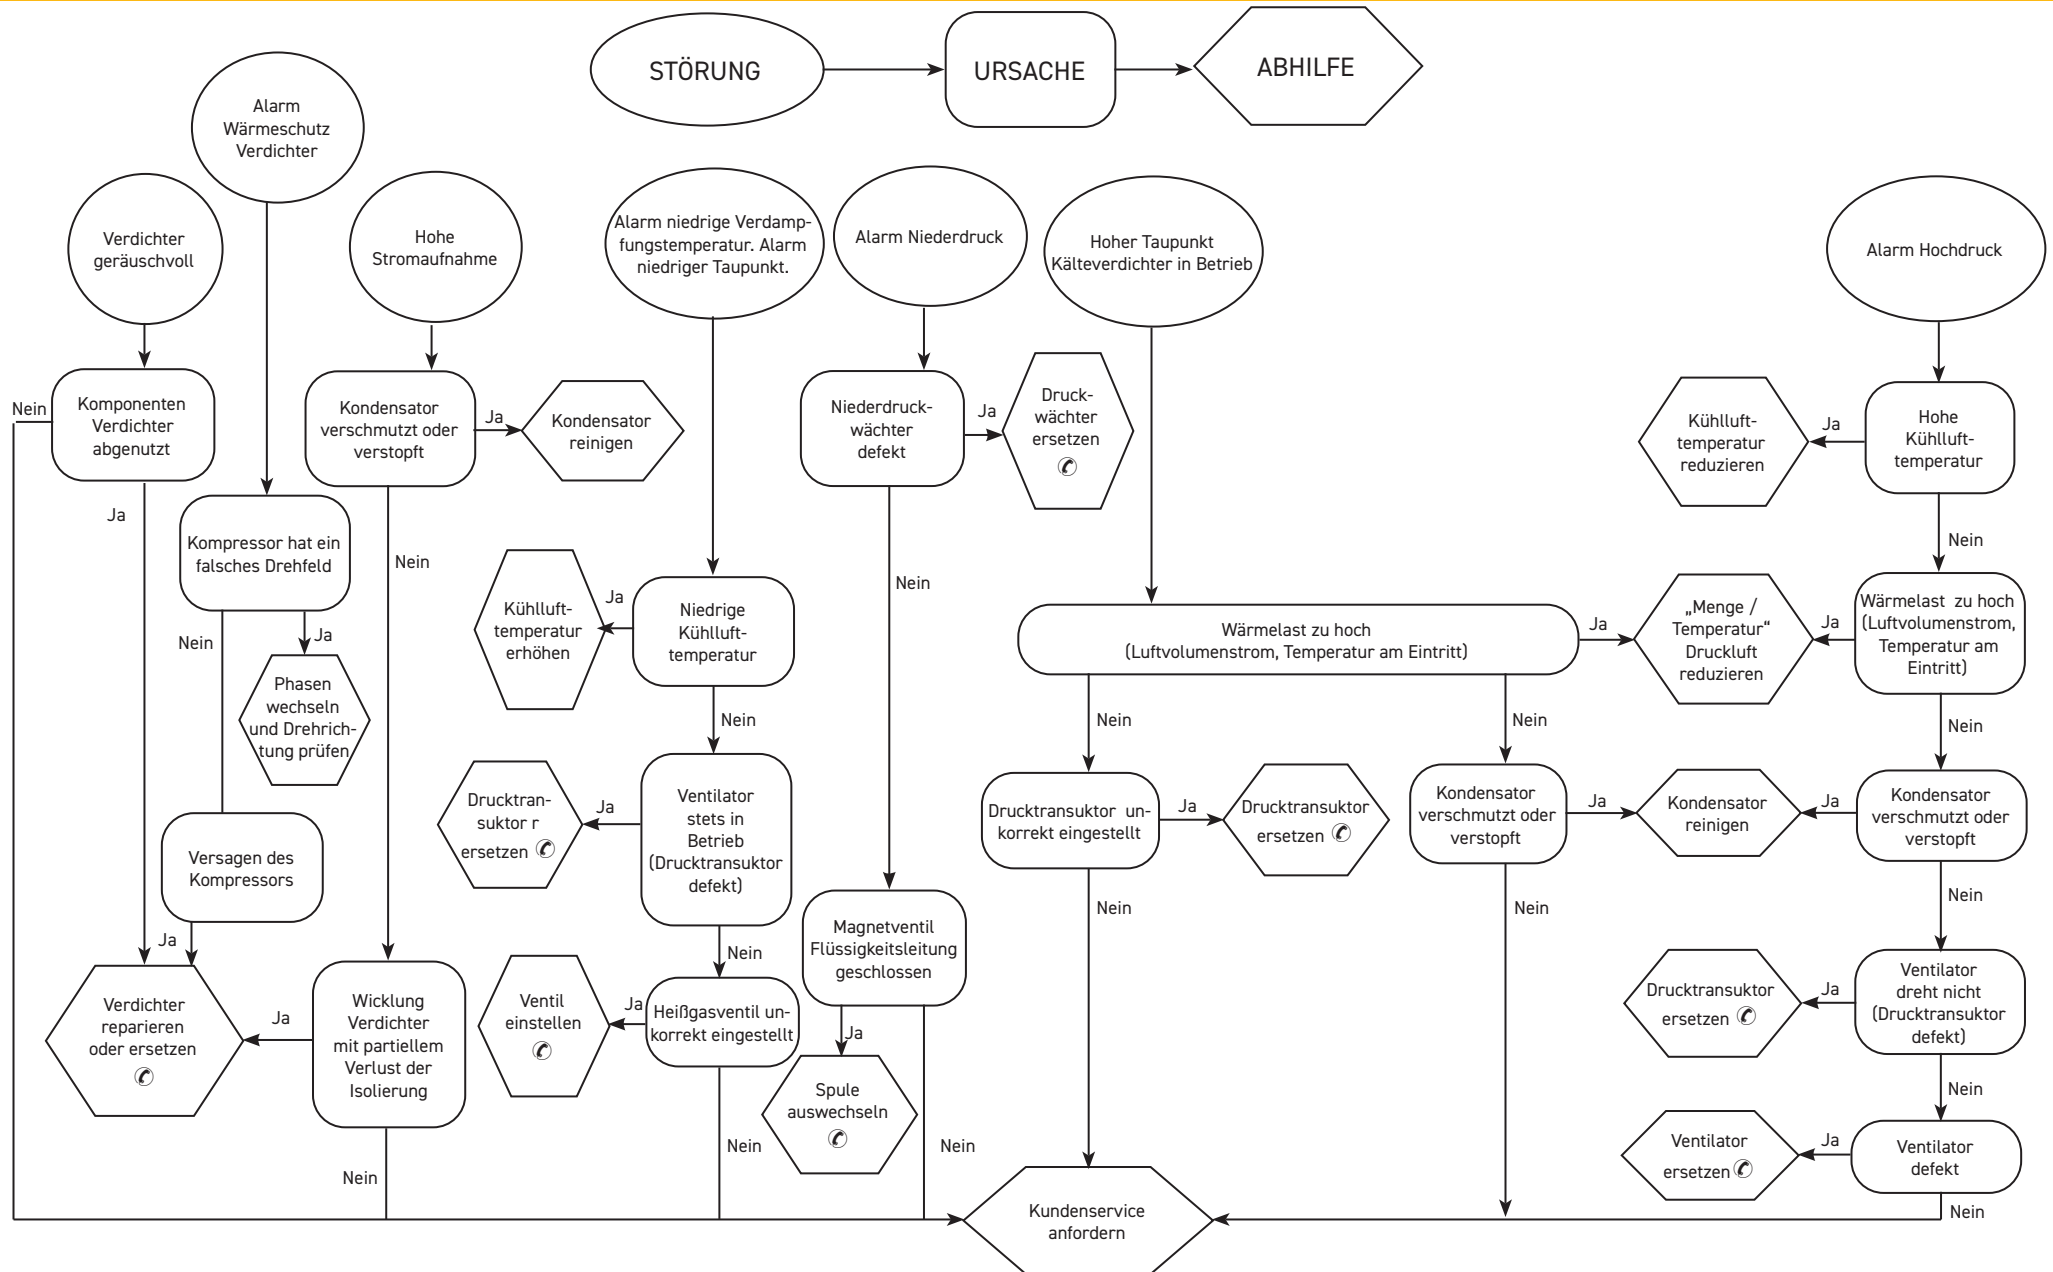 STÖRUNG
URSACHE
ABHILFE
Alarm
Wärmeschutz
Verdichter
Verdichter
geräuschvoll
Hohe
Stromaufnahme
Alarm niedrige Verdamp-
fungstemperatur. Alarm
niedriger Taupunkt.
Alarm Niederdruck
Hoher Taupunkt
Kälteverdichter in Betrieb
Alarm Hochdruck
Nein
Komponenten
Verdichter
abgenutzt
Kondensator
verschmutzt oder
verstopft
Ja
Kondensator
reinigen
Niederdruck-
wächter
defekt
Ja
Druck-
wächter
ersetzen
Kühlluft-
temperatur
reduzieren
Ja
Hohe
Kühlluft-
temperatur
Ja
Kompressor hat ein
falsches Drehfeld
Nein
Nein
Nein
Kühlluft-
temperatur
erhöhen
Ja
Niedrige
Kühlluft-
temperatur
Wärmelast zu hoch
(Luftvolumenstrom, Temperatur am Eintritt)
Ja
„Menge /
Temperatur“
Druckluft
reduzieren
Ja
Wärmelast zu hoch
(Luftvolumenstrom,
Temperatur am
Eintritt)
Nein
Ja
Phasen
wechseln
und Drehrich-
tung prüfen
Nein
Nein
Nein
Nein
Drucktran-
suktor r
ersetzen
Ja
Ventilator
stets in
Betrieb
(Drucktransuktor
defekt)
Drucktransuktor un-
korrekt eingestellt
Ja
Drucktransuktor
ersetzen
Kondensator
verschmutzt oder
verstopft
Ja
Kondensator
reinigen
Ja
Kondensator
verschmutzt oder
verstopft
Versagen des
Kompressors
Nein
Nein
Nein
Ja
Nein
Magnetventil
Flüssigkeitsleitung
geschlossen
Verdichter
reparieren
oder ersetzen
Ja
Wicklung
Verdichter
mit partiellem
Verlust der
Isolierung
Ventil
einstellen
Ja
Heißgasventil un-
korrekt eingestellt
Drucktransuktor
ersetzen
Ja
Ventilator
dreht nicht
(Drucktransuktor
defekt)
Ja
Spule
auswechseln
Nein
Nein
Nein
Nein
Ventilator
ersetzen
Ja
Ventilator
defekt
Nein
Kundenservice
anfordern
Nein